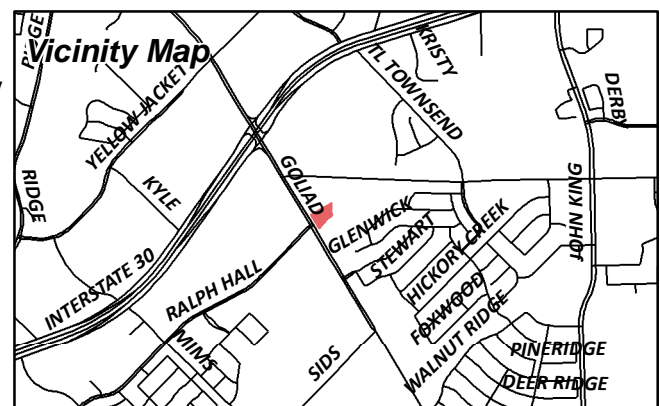 Vicinity Map
RIDGE
YELLOW JACKET
KRISTY
TL TOWNSEND
DERBY
RIDGE
KYLE
GOLIAD
JOHN KING
GLENWICK
STEWART
HICKORY CREEK
INTERSTATE 30
RALPH HALL
FOXWOOD
WALNUT RIDGE
MIMS
SIDS
PINERIDGE
DEER RIDGE